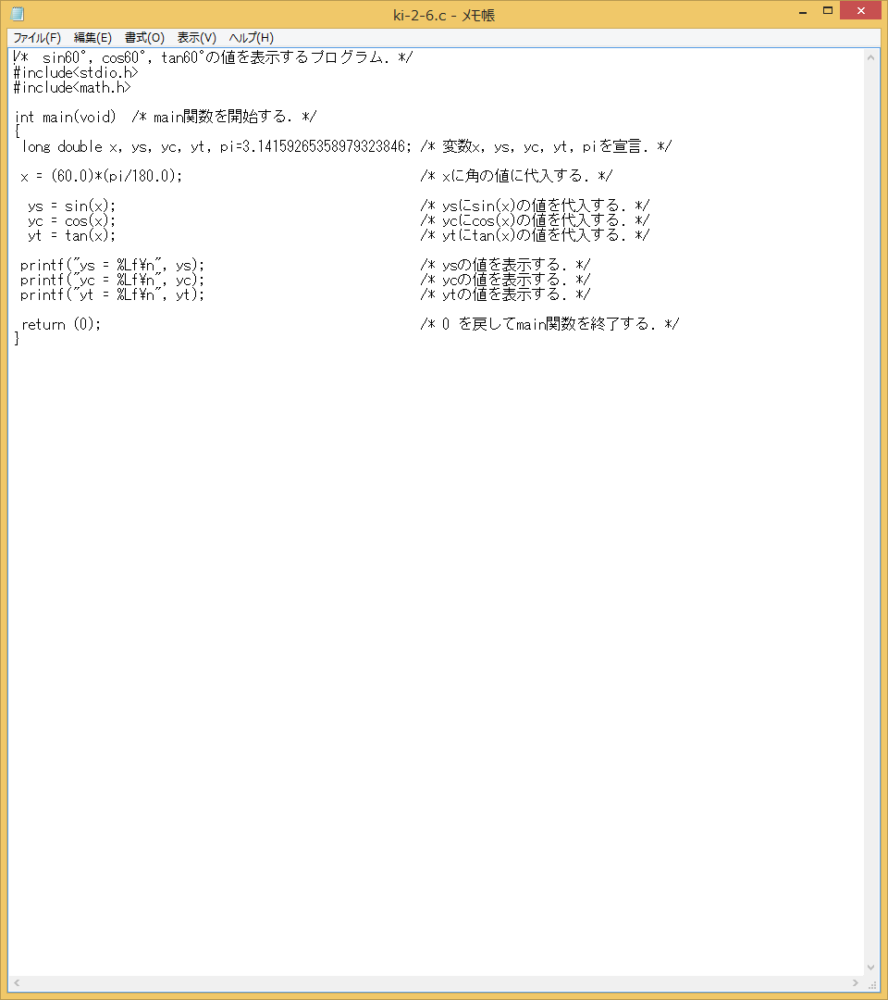 ki-2-6.c - メモ帳
ファイル(F) 編集(E) 書式(O) 表示(V) ヘルプ(H)
/*  sin60°, cos60°, tan60°の値を表示するプログラム. */
#include<stdio.h>
#include<math.h>
int main(void)  /* main関数を開始する. */
{
 long double x, ys, yc, yt, pi=3.14159265358979323846; /* 変数x, ys, yc, yt, piを宣言. */
 x = (60.0)*(pi/180.0); /* xに角の値に代入する. */
  ys = sin(x); /* ysにsin(x)の値を代入する. */
  yc = cos(x); /* ycにcos(x)の値を代入する. */
  yt = tan(x); /* ytにtan(x)の値を代入する. */
 printf("ys = %Lf¥n", ys); /* ysの値を表示する. */
 printf("yc = %Lf¥n", yc); /* ycの値を表示する. */
 printf("yt = %Lf¥n", yt); /* ytの値を表示する. */
 return (0); /* 0 を戻してmain関数を終了する. */
}